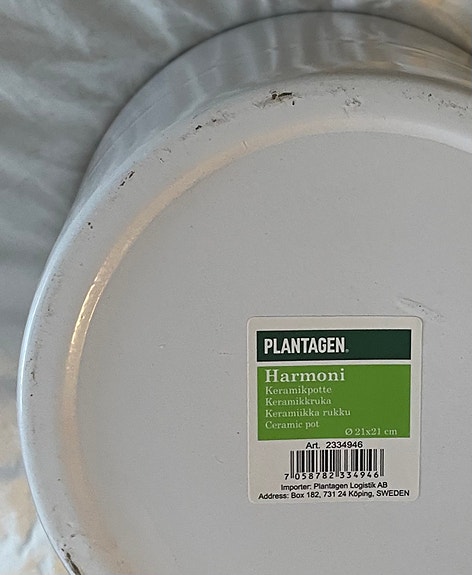 PLANTAGEN®
Harmoni
Keramikpotte
Keramikkruka
Keramiikka rukku
Ceramic pot
Ø 21x21 cm
Art. 2334946
7 058782 334946
Importer: Plantagen Logistik AB
Address: Box 182, 731 24 Köping, SWEDEN